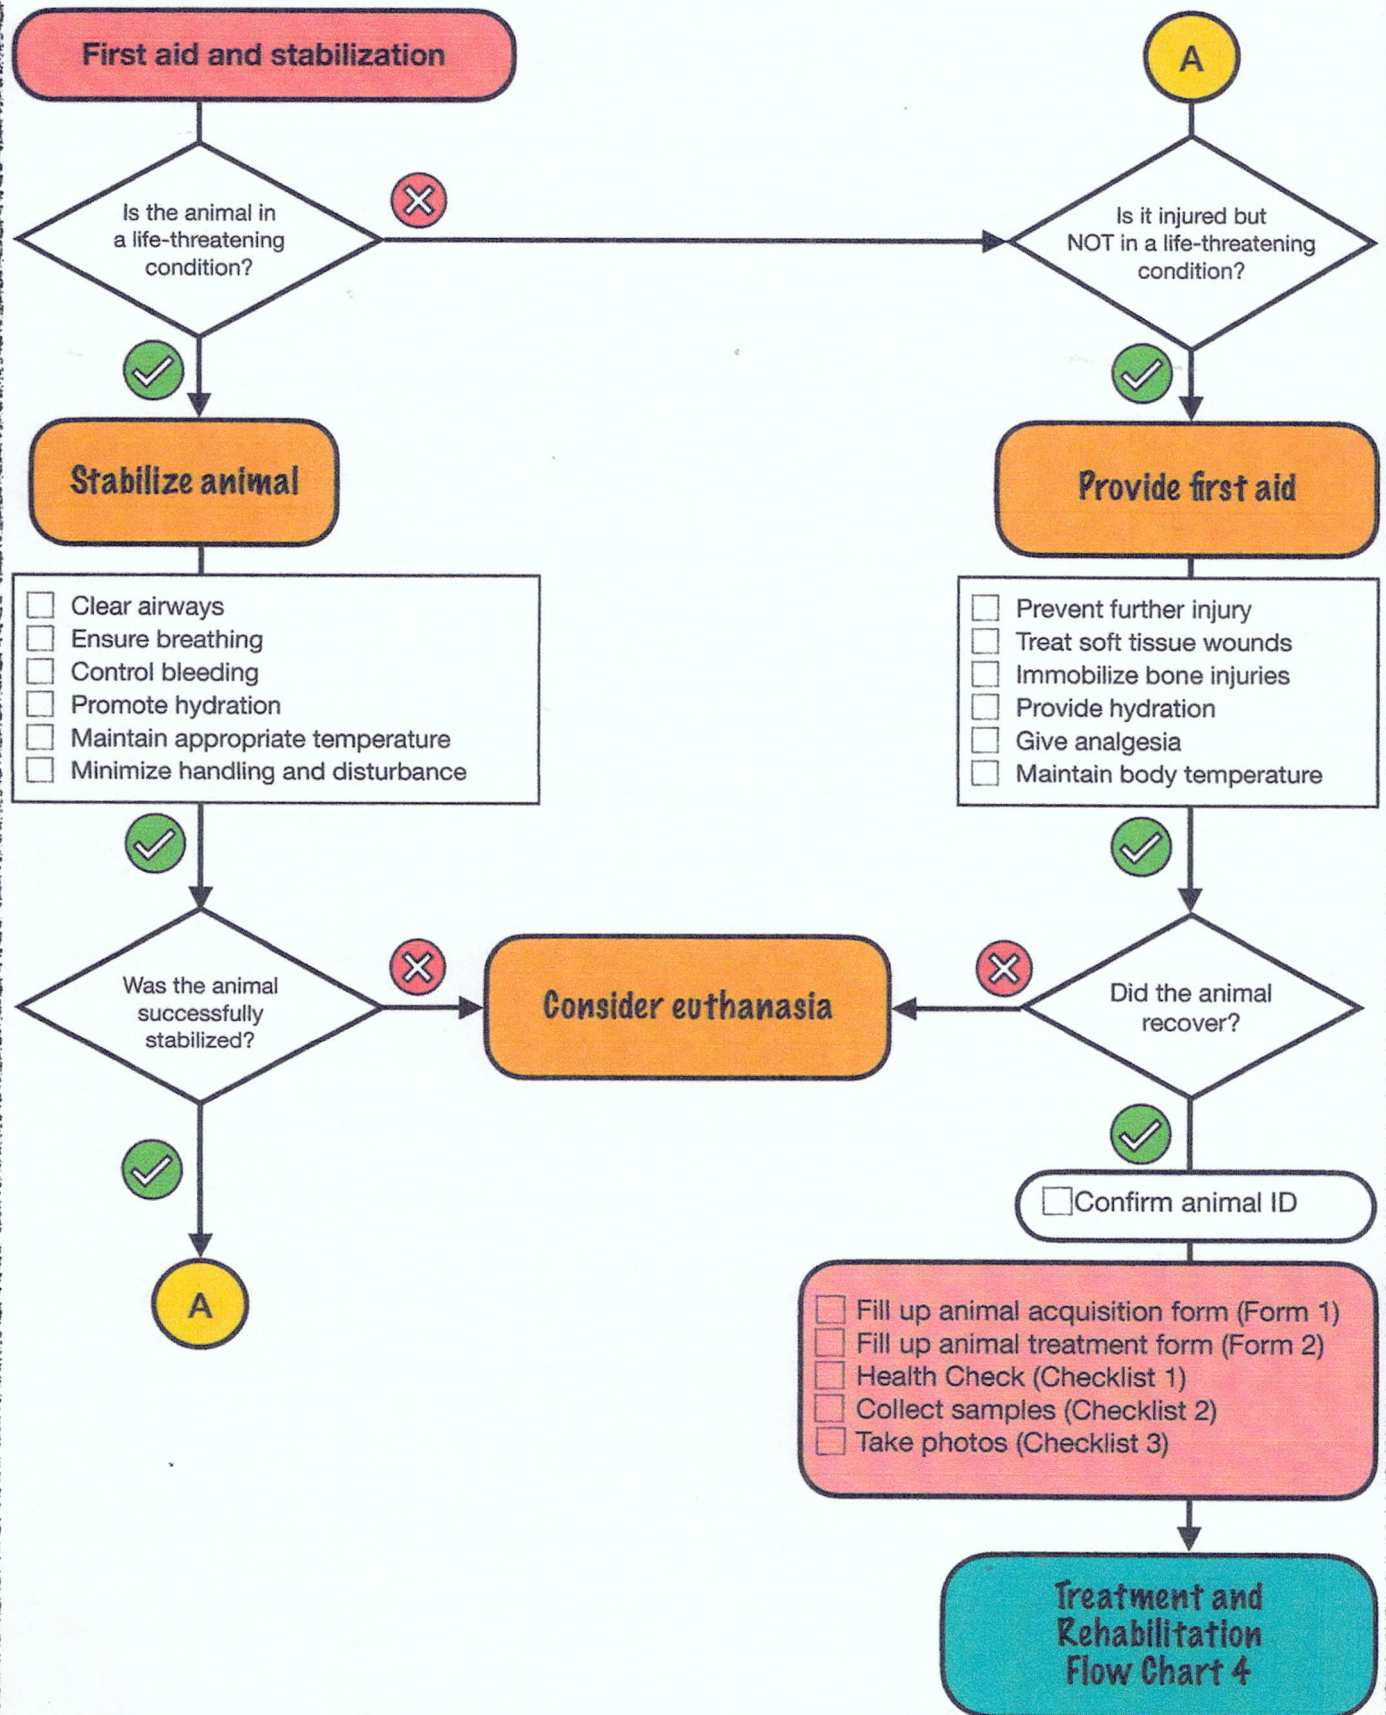 First aid and stabilization
A
Is the animal in
a life-threatening
condition?
Is it injured but
NOT in a life-threatening
condition?
Stabilize animal
Provide first aid
Clear airways
Ensure breathing
Control bleeding
Promote hydration
Maintain appropriate temperature
Minimize handling and disturbance
Prevent further injury
Treat soft tissue wounds
Immobilize bone injuries
Provide hydration
Give analgesia
Maintain body temperature
Was the animal
successfully
stabilized?
Consider euthanasia
Did the animal
recover?
Confirm animal ID
A
Fill up animal acquisition form (Form 1)
Fill up animal treatment form (Form 2)
Health Check (Checklist 1)
Collect samples (Checklist 2)
Take photos (Checklist 3)
Treatment and
Rehabilitation
Flow Chart 4